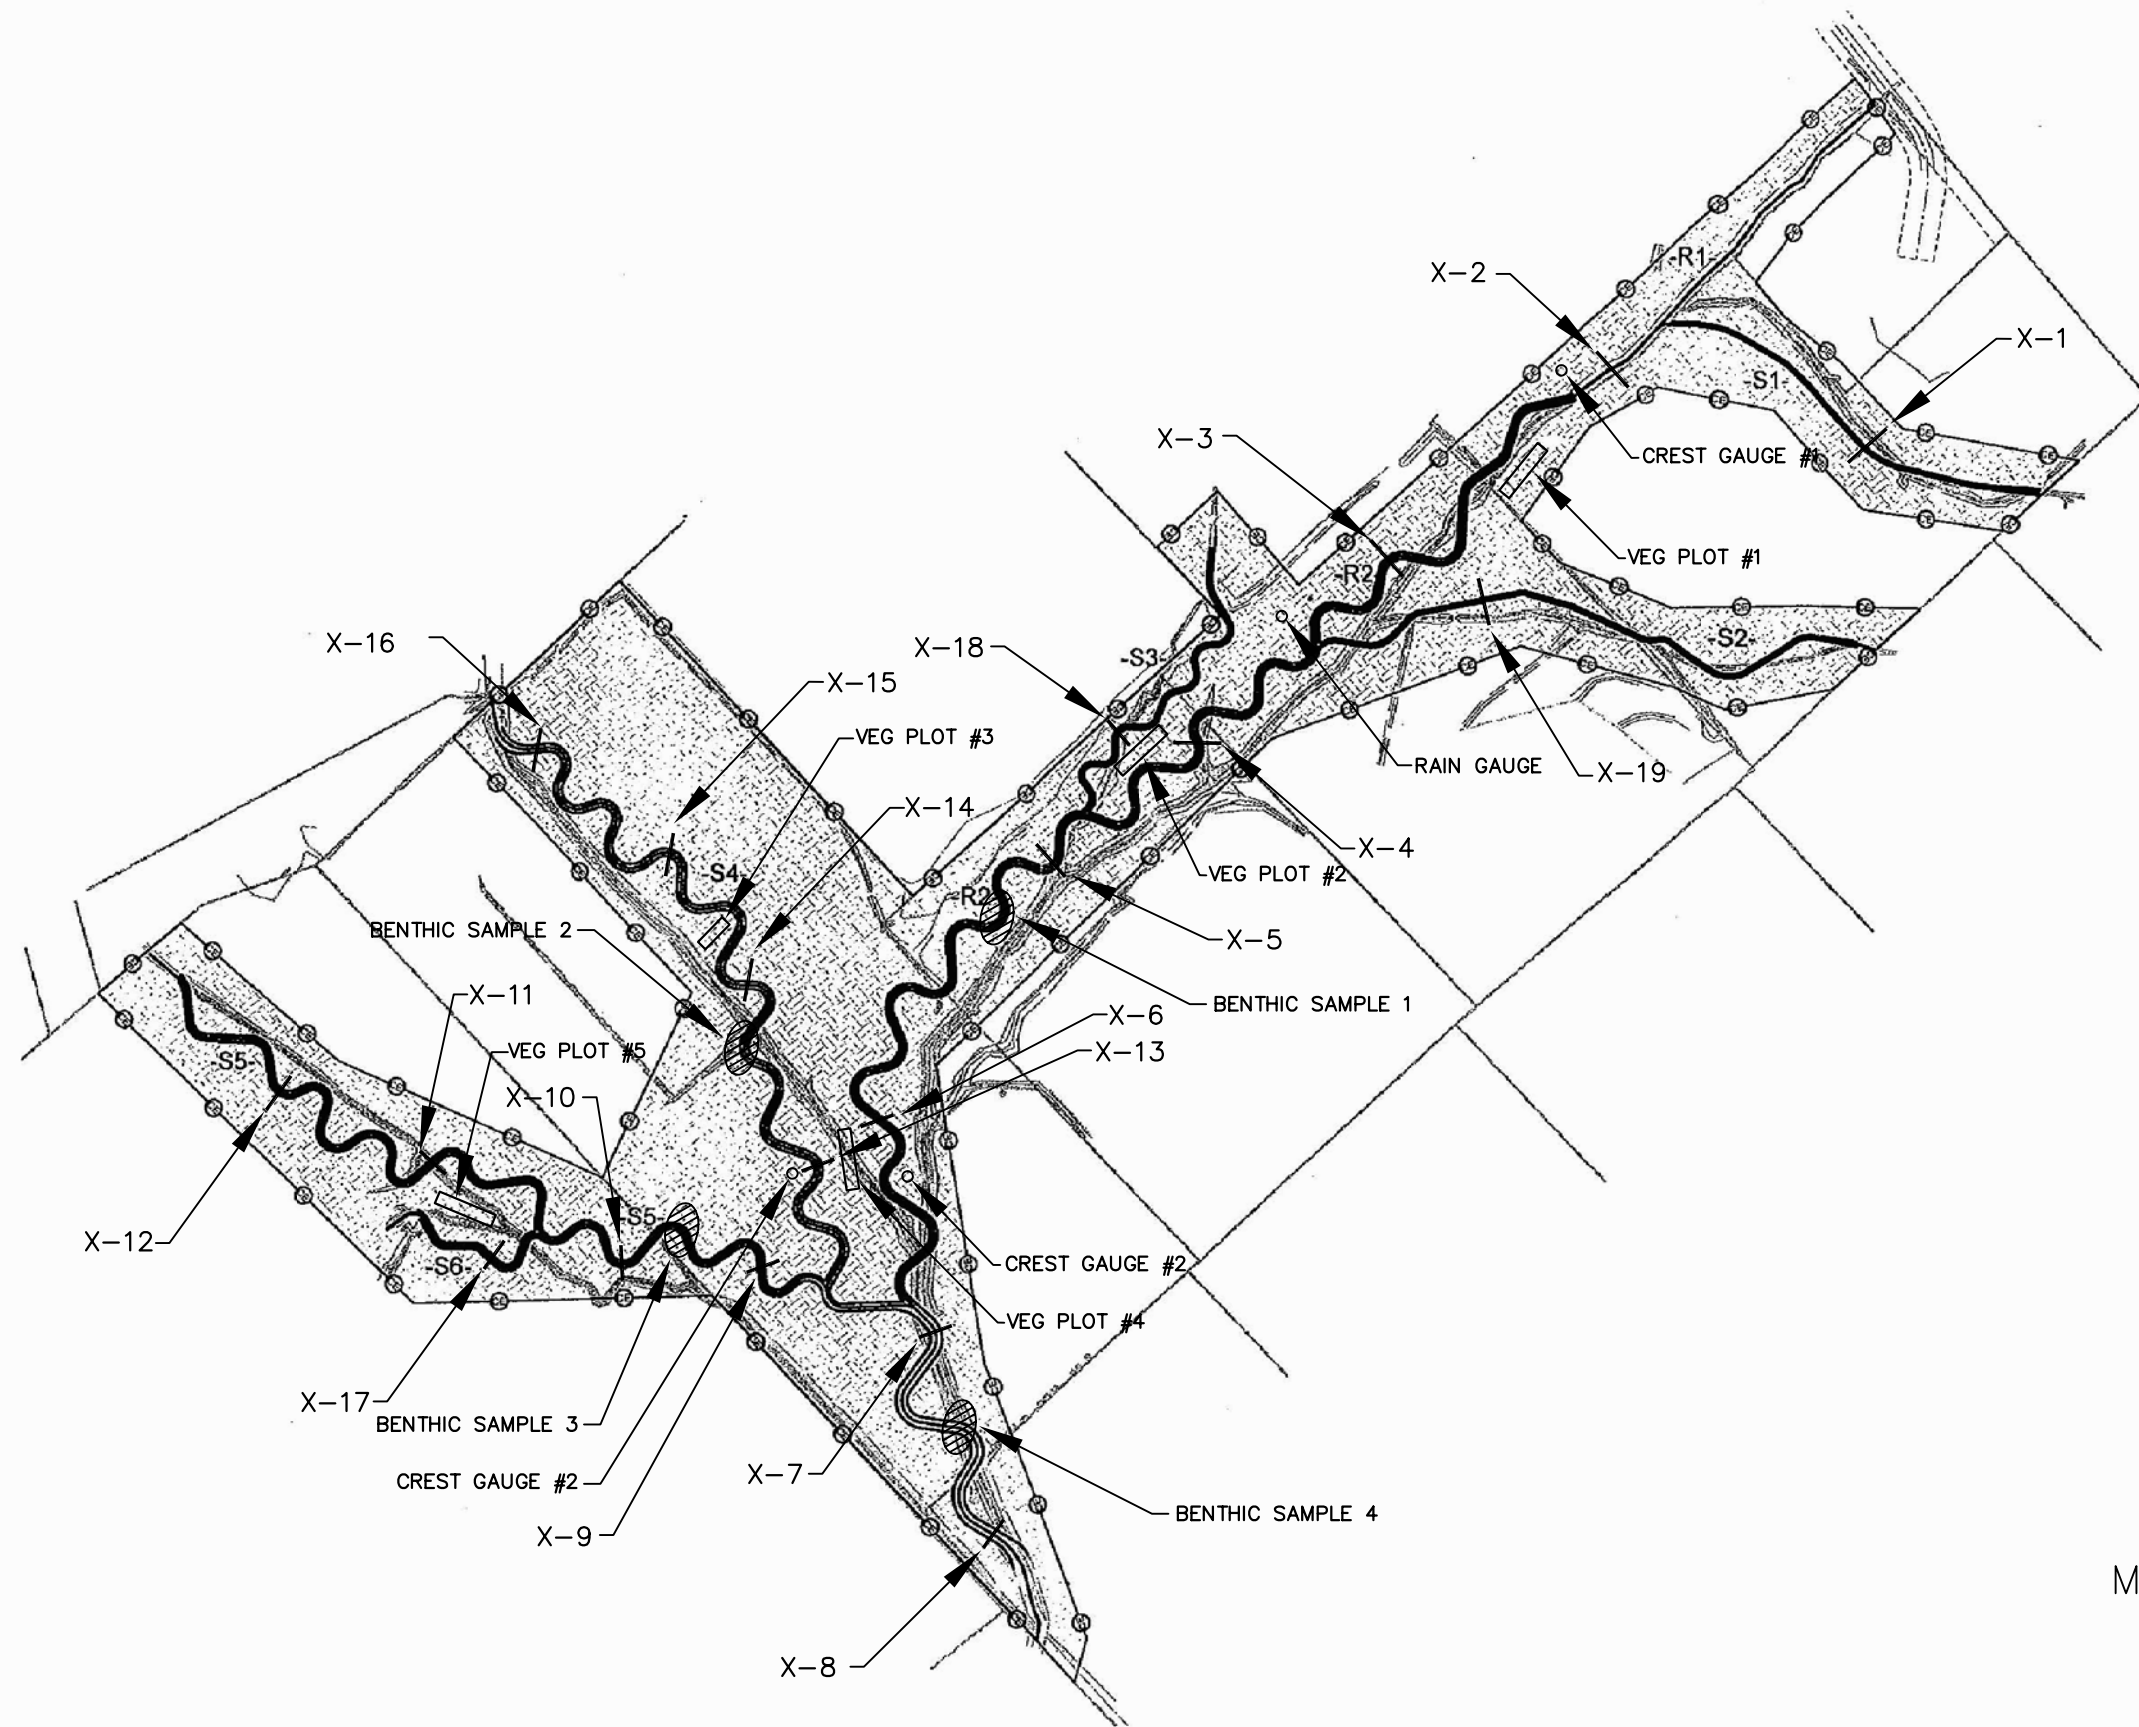 -R1-
X-2
X-1
-S1-
X-3
CREST GAUGE #1
VEG PLOT #1
-R2-
X-16
X-18
-S3-
-S2-
X-15
VEG PLOT #3
RAIN GAUGE
X-19
X-14
X-4
-S4-
VEG PLOT #2
-R2-
BENTHIC SAMPLE 2
X-5
X-11
BENTHIC SAMPLE 1
X-6
VEG PLOT #5
X-13
-S5-
X-10
-S5-
X-12
-S6-
CREST GAUGE #2
VEG PLOT #4
X-17
BENTHIC SAMPLE 3
X-7
CREST GAUGE #2
BENTHIC SAMPLE 4
X-9
M
X-8